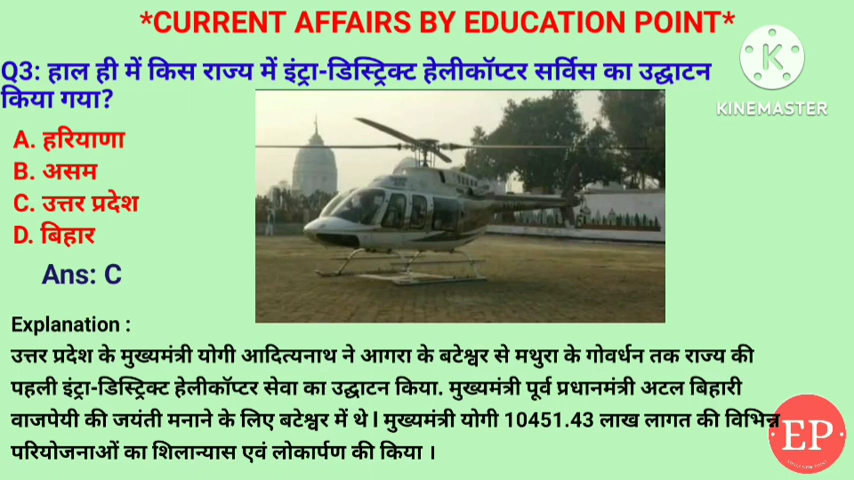 *CURRENT AFFAIRS BY EDUCATION POINT*
Q3: हाल ही में किस राज्य में इंट्रा-डिस्ट्रिक्ट हेलीकॉप्टर सर्विस का उद्घाटन
किया गया?
K
KINEMASTER
A. हरियाणा
B. असम
C. उत्तर प्रदेश
D. बिहार
Ans: C
Explanation :
उत्तर प्रदेश के मुख्यमंत्री योगी आदित्यनाथ ने आगरा के बटेश्वर से मथुरा के गोवर्धन तक राज्य की
पहली इंट्रा-डिस्ट्रिक्ट हेलीकॉप्टर सेवा का उद्घाटन किया. मुख्यमंत्री पूर्व प्रधानमंत्री अटल बिहारी
वाजपेयी की जयंती मनाने के लिए बटेश्वर में थे l मुख्यमंत्री योगी 10451.43 लाख लागत की विभिन्न
परियोजनाओं का शिलान्यास एवं लोकार्पण की किया ।
EP
EDUCATION POINT